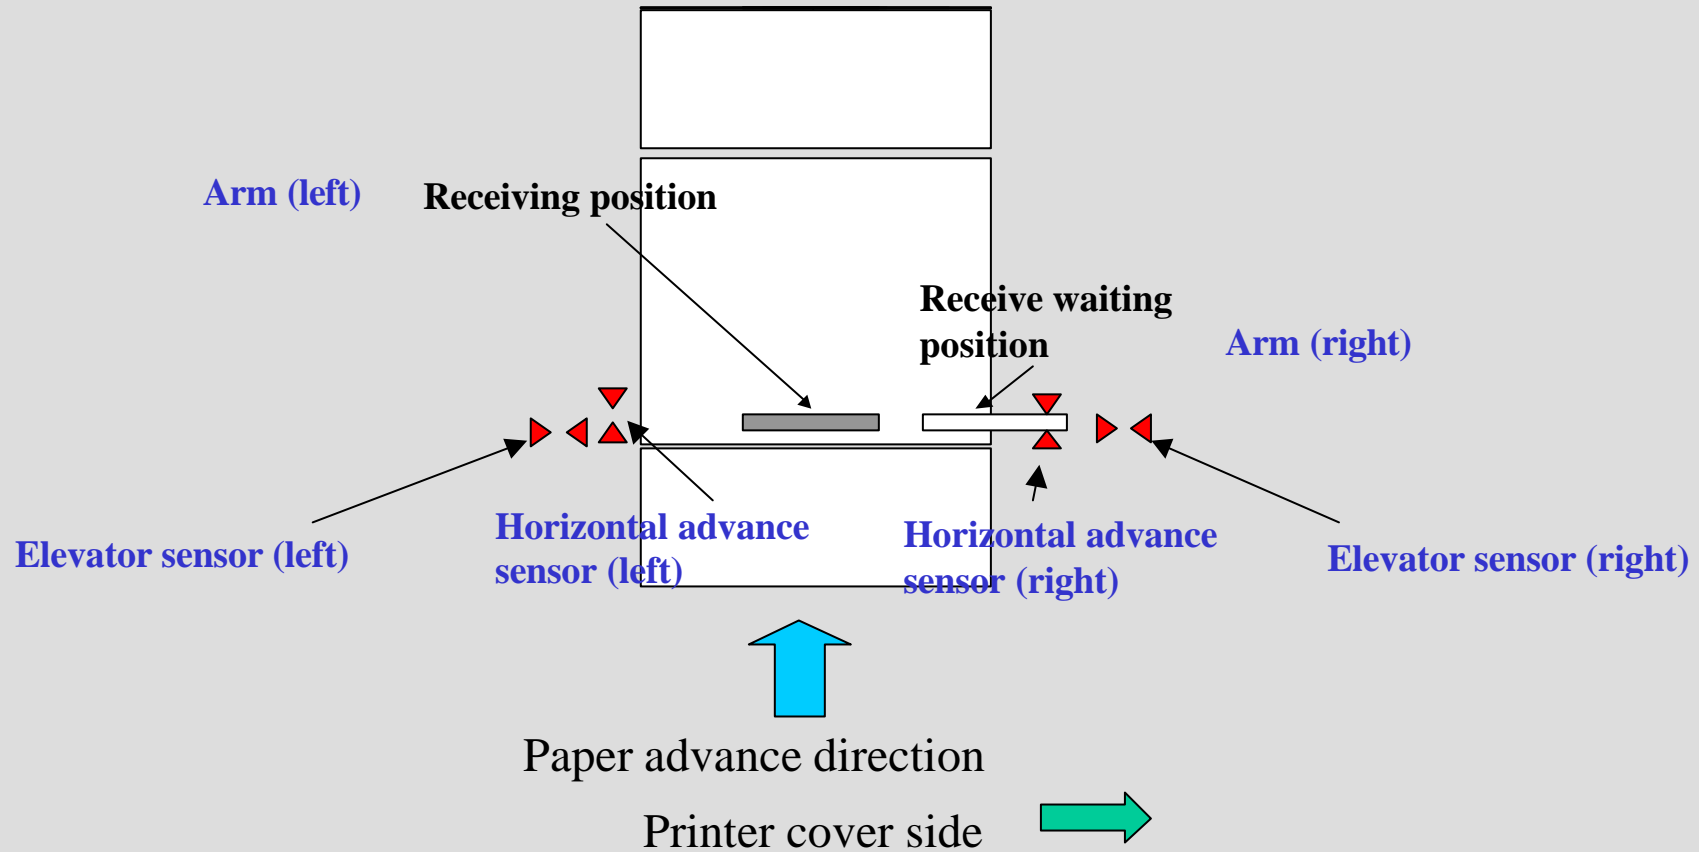 Arm (left)
Receiving position
Receive waiting
position
Arm (right)
Elevator sensor (left)
Horizontal advance
sensor (left)
Horizontal advance
sensor (right)
Elevator sensor (right)
Paper advance direction
Printer cover side